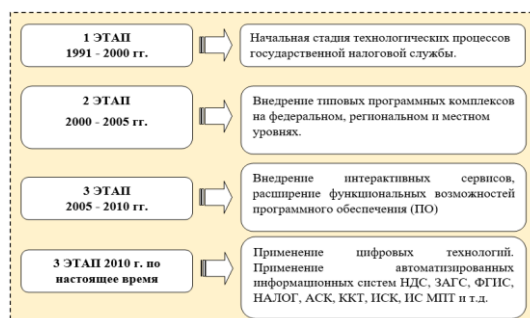 1 ЭТАП
1991 - 2000 гг.
Начальная стадия технологических процессов
государственной налоговой службы.
2 ЭТАП
2000 - 2005 гг.
Внедрение типовых программных комплексов
на федеральном, региональном и местном
уровнях.
3 ЭТАП
2005 - 2010 гг.
Внедрение интерактивных сервисов,
расширение функциональных возможностей
программного обеспечения (ПО)
3 ЭТАП 2010 г. по
настоящее время
Применение цифровых технологий.
Применение автоматизированных
информационных систем НДС, ЗАГС, ФГИС,
НАЛОГ, АСК, ККТ, ИСК, ИС МПТ и т.д.